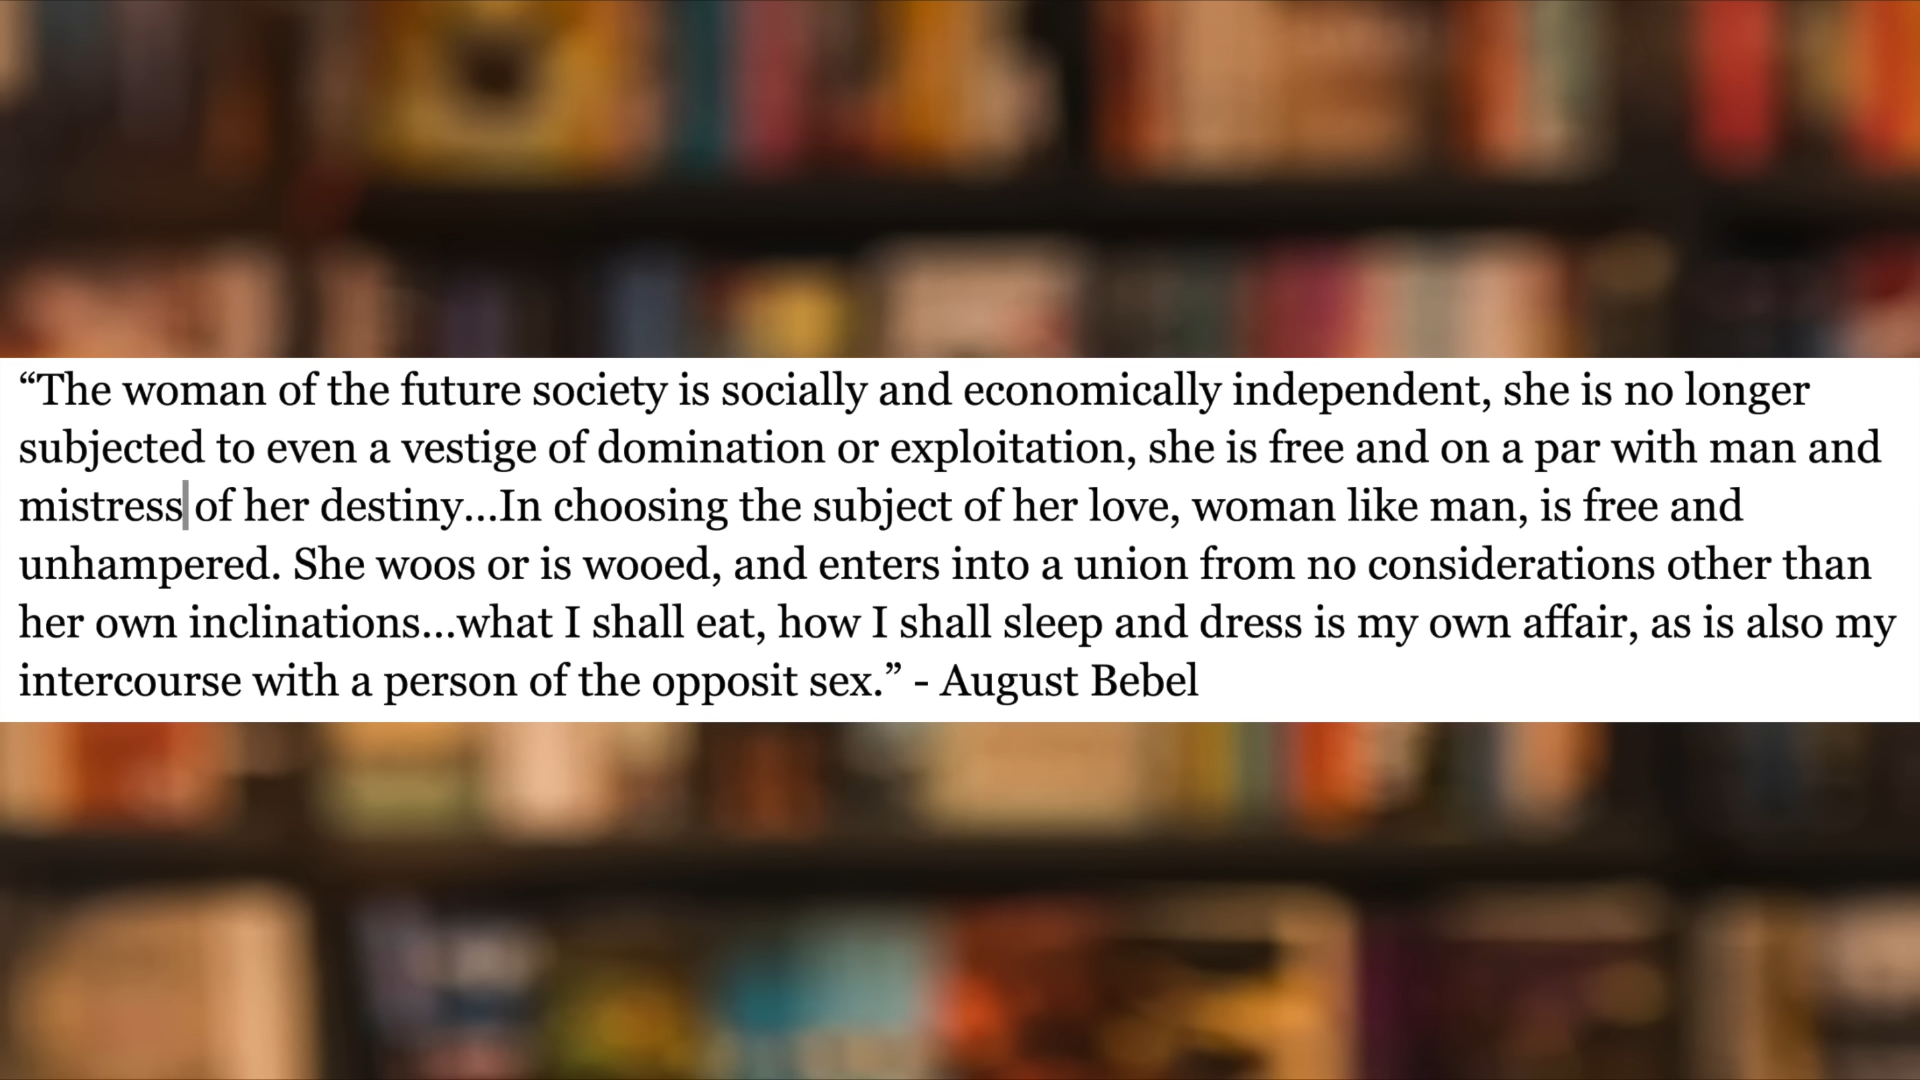 “The woman of the future society is socially and economically independent, she is no longer
subjected to even a vestige of domination or exploitation, she is free and on a par with man and
mistress of her destiny...In choosing the subject of her love, woman like man, is free and
unhampered. She woos or is wooed, and enters into a union from no considerations other than
her own inclinations...what I shall eat, how I shall sleep and dress is my own affair, as is also my
intercourse with a person of the opposit sex.” - August Bebel